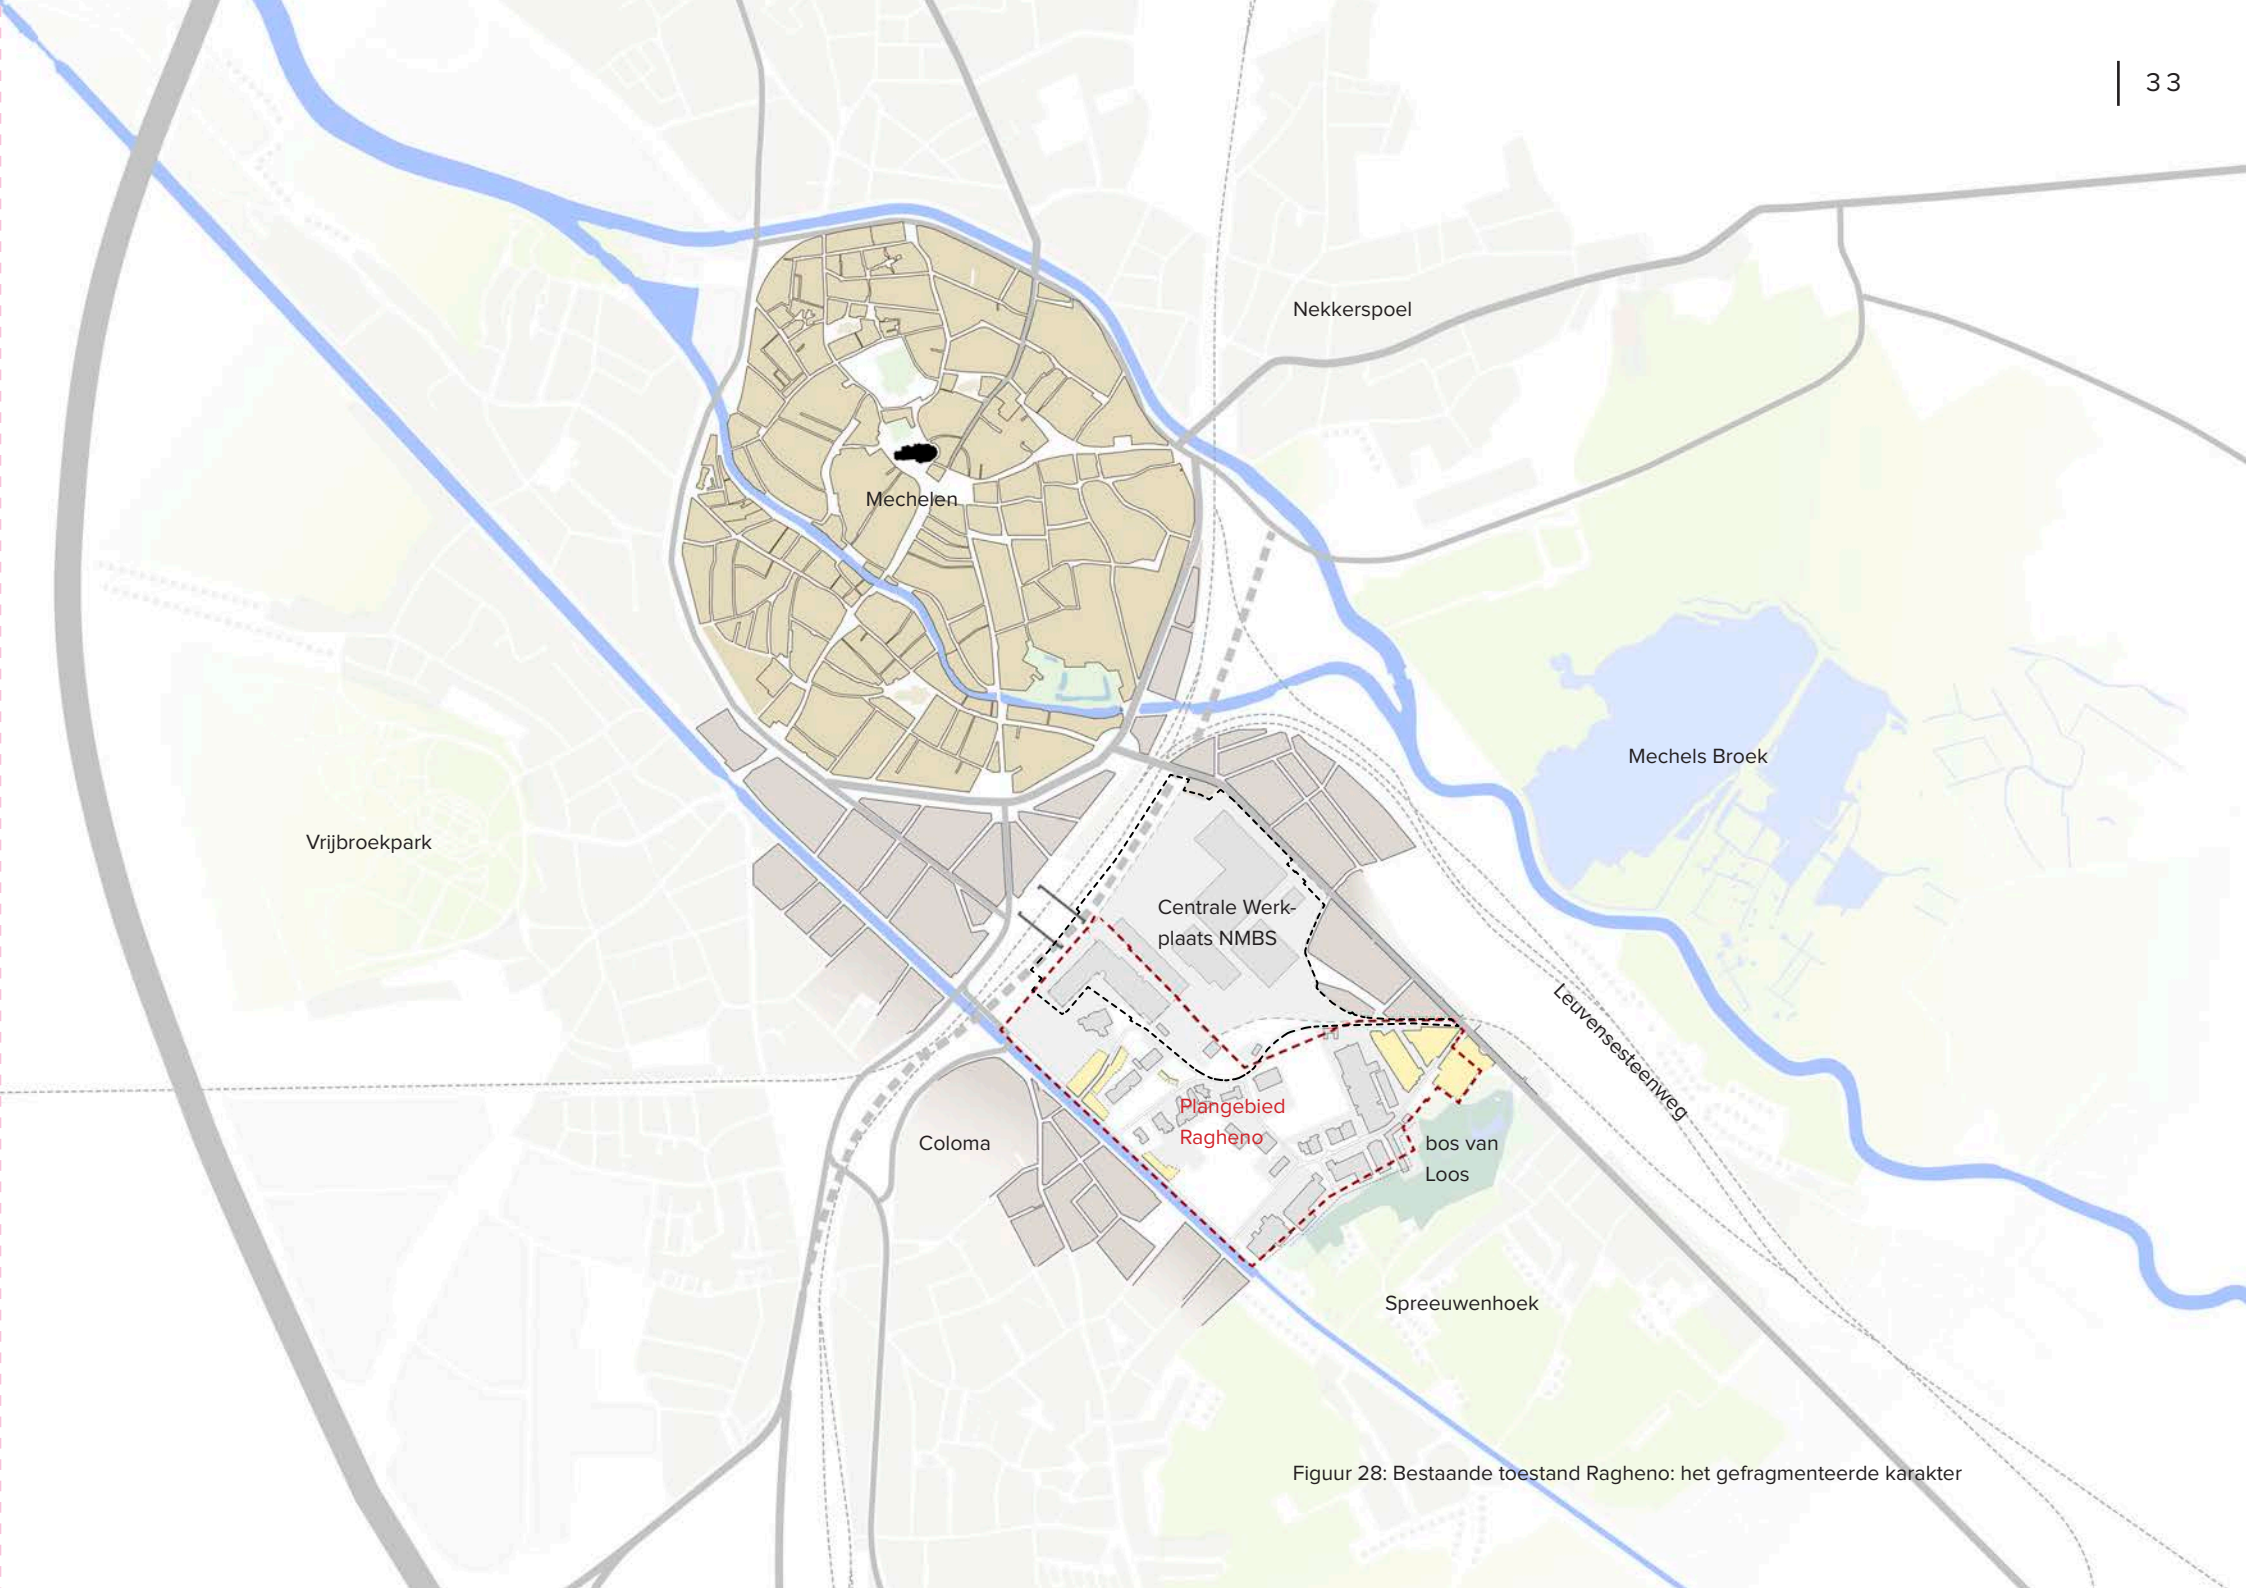 33
Nekkerspoel
Mechelen
Mechels Broek
Vrijbroekpark
Centrale Werk-
plaats NMBS
Leuvensesteenweg
Plangebied
Ragheno
Coloma
bos van
Loos
Spreeuwenhoek
Figuur 28: Bestaande toestand Ragheno: het gefragmenteerde karakter